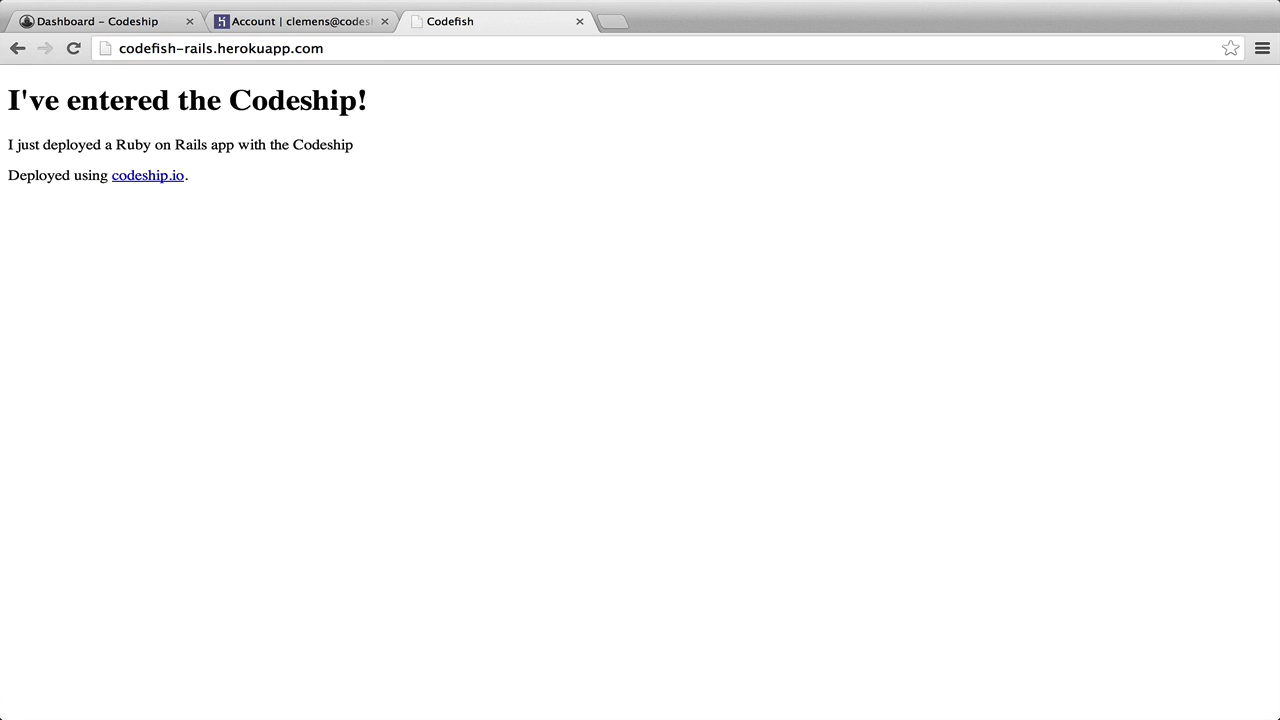 Dashboard - Codeship
Account | clemens@codesh
Codefish
codefish-rails.herokuapp.com
I've entered the Codeship!
I just deployed a Ruby on Rails app with the Codeship
Deployed using codeship.io.